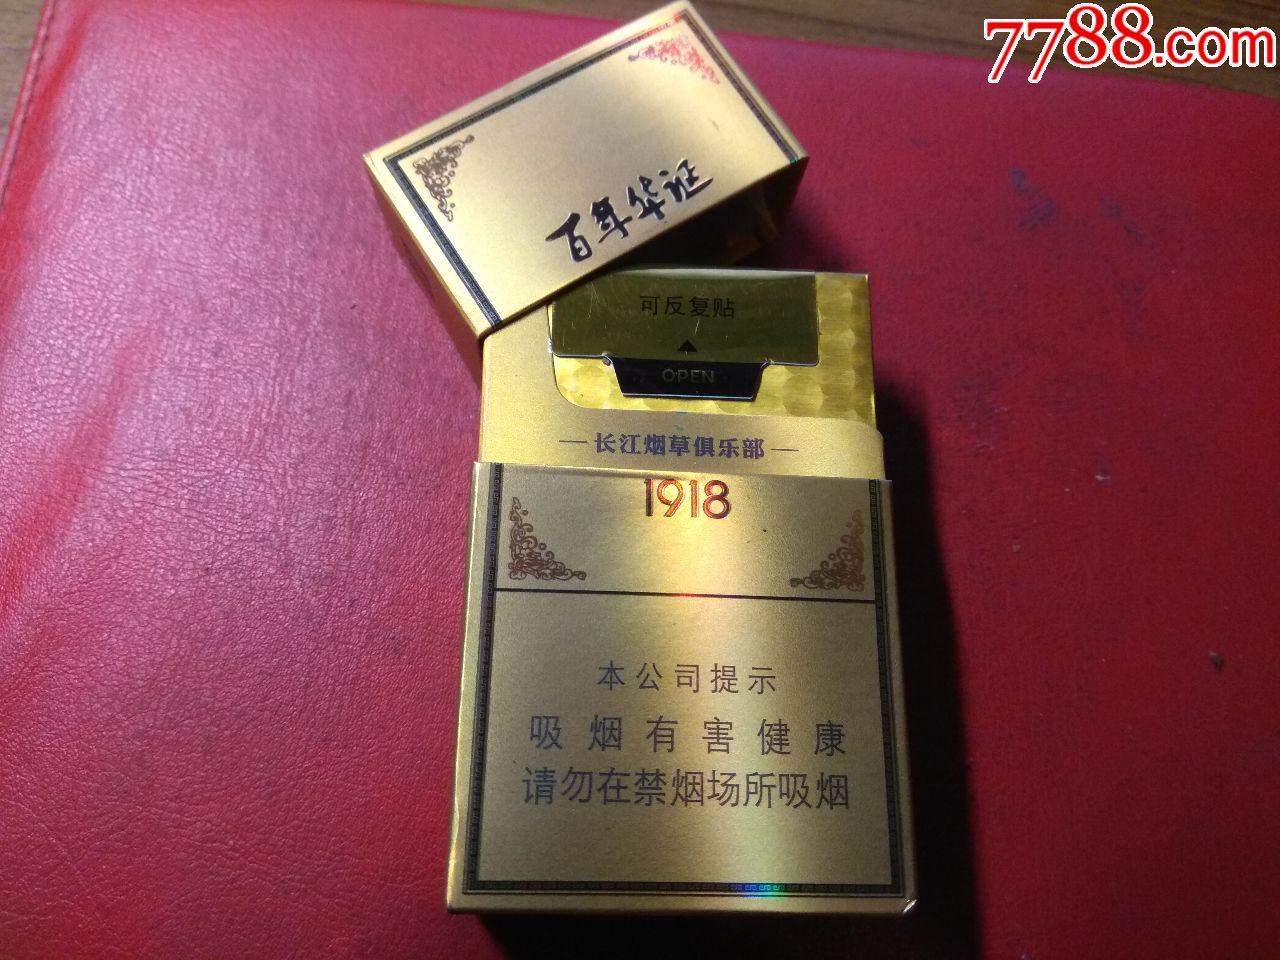 7788.com
百年华诞
可反复贴
OPEN
长江烟草俱乐部
1918
本公司提示
吸烟有害健康
请勿在禁烟场所吸烟